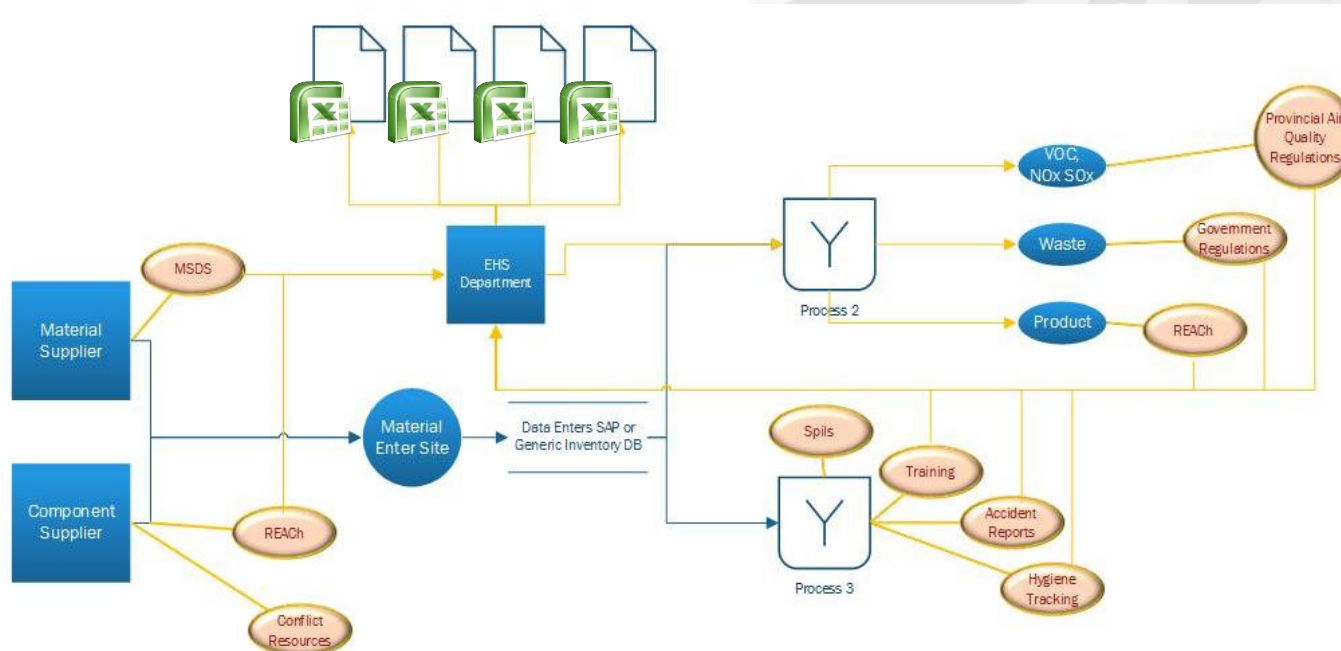 Provincial Air
Quality
Regulations
VOC,
NOx SOx
Government
Regulations
Waste
MSDS
EHS
Department
Process 2
Product
REACh
Material
Supplier
Material
Enter Site
Data Enters SAP or
Generic Inventory DB
Spils
Training
Component
Supplier
REACh
Accident
Reports
Process 3
Hygiene
Tracking
Conflict
Resources